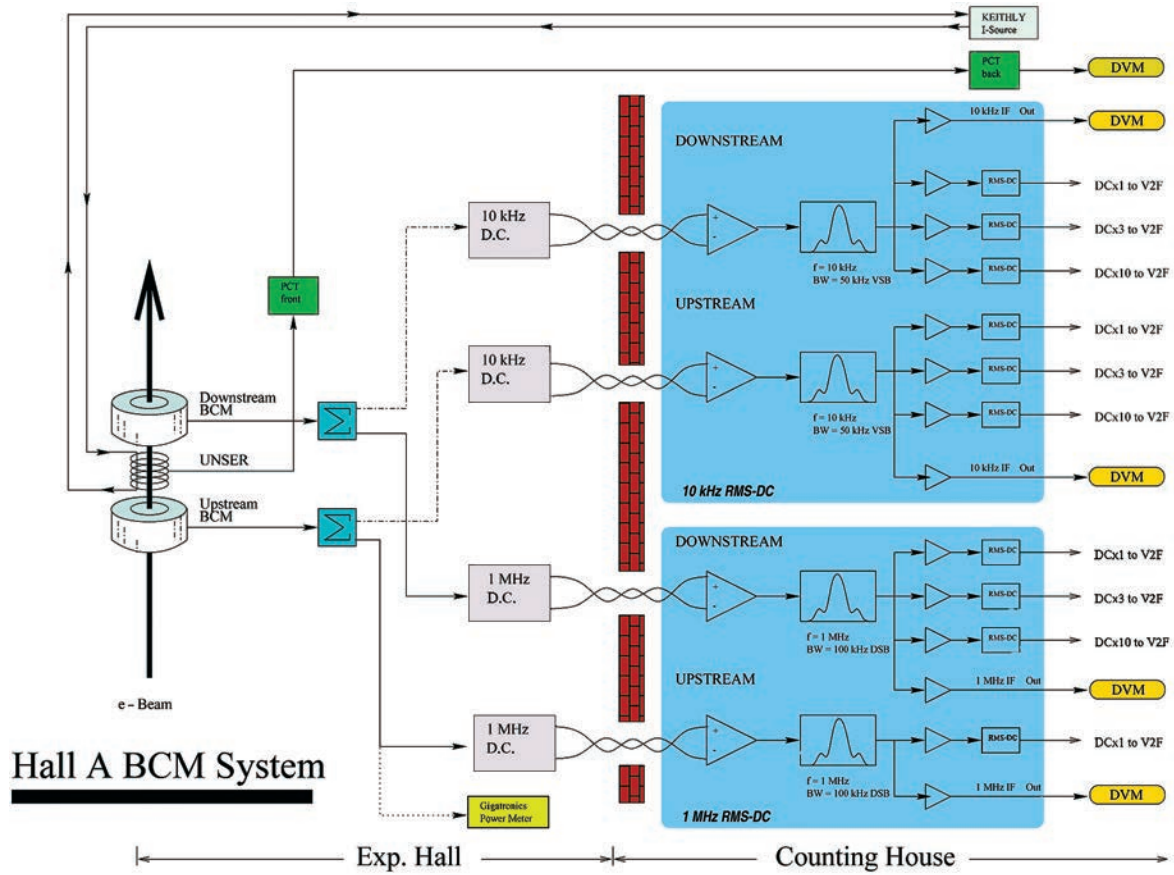 KEITHLY
I-Source
PCT
back
DVM
10 kHz IF Out
DVM
DOWNSTREAM
RMS-DC
DCx1 to V2F
10 kHz
D.C.
+
-
RMS-DC
DCx3 to V2F
f = 10 kHz
BW = 50 kHz VSB
RMS-DC
DCx10 to V2F
PCT
front
UPSTREAM
RMS-DC
DCx1 to V2F
10 kHz
D.C.
+
-
RMS-DC
DCx3 to V2F
Downstream
BCM
Σ
f = 10 kHz
BW = 50 kHz VSB
RMS-DC
DCx10 to V2F
UNSER
10 kHz IF Out
DVM
10 kHz RMS-DC
Upstream
BCM
Σ
DOWNSTREAM
RMS-DC
DCx1 to V2F
1 MHz
D.C.
+
-
RMS-DC
DCx3 to V2F
f = 1 MHz
BW = 100 kHz DSB
RMS-DC
DCx10 to V2F
UPSTREAM
1 MHz IF Out
DVM
e - Beam
1 MHz
D.C.
+
-
RMS-DC
DCx1 to V2F
Hall A BCM System
f = 1 MHz
BW = 100 kHz DSB
1 MHz IF Out
DVM
Gigatronics
Power Meter
1 MHz RMS-DC
Exp. Hall
Counting House